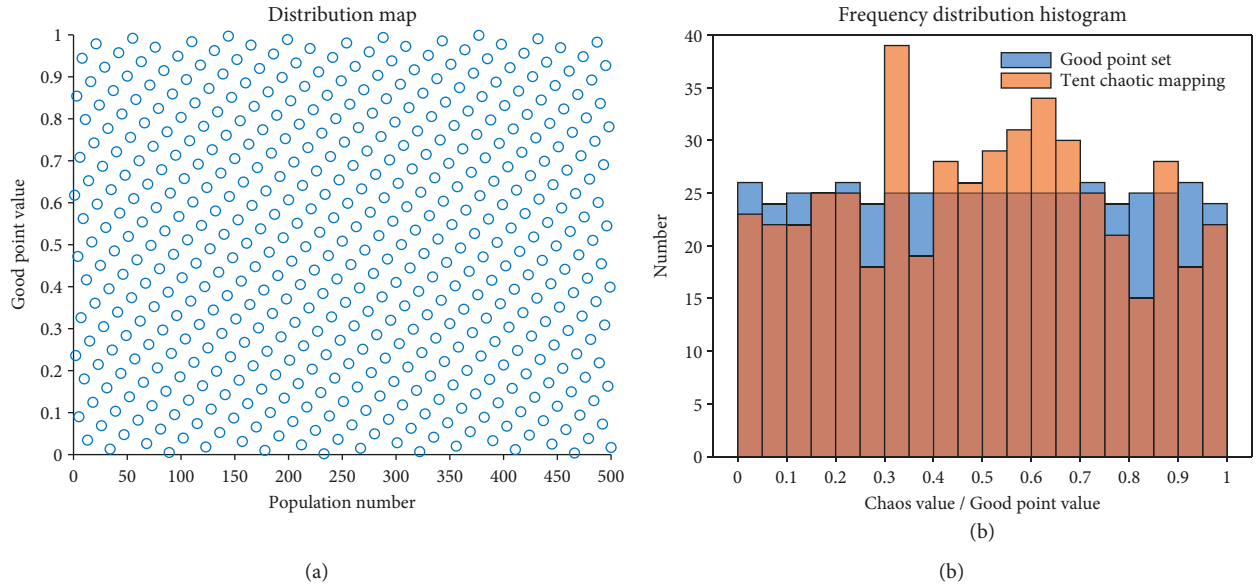 Distribution map
1
0.9
0.8
0.7
0.6
0.5
0.4
0.3
0.2
0.1
0
Good point value
0 50 100 150 200 250 300 350 400 450 500
Population number
(a)
Frequency distribution histogram
40
35
30
25
20
15
10
5
0
Number
Good point set
Tent chaotic mapping
0 0.1 0.2 0.3 0.4 0.5 0.6 0.7 0.8 0.9 1
Chaos value / Good point value
(b)
(b)